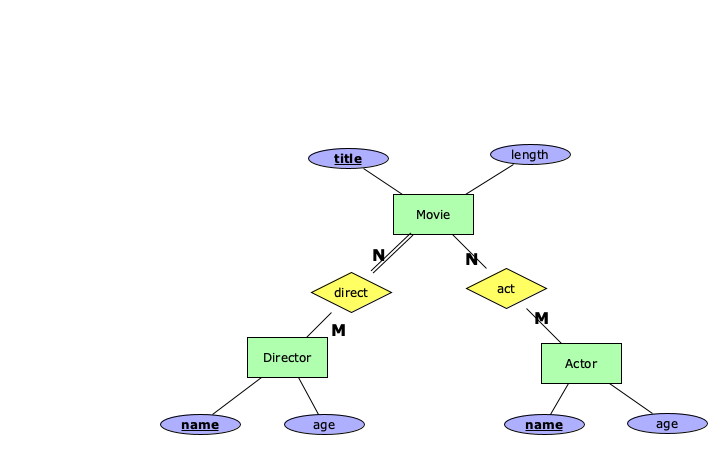 title
length
Movie
N
N
direct
act
M
M
Director
Actor
name
age
name
age